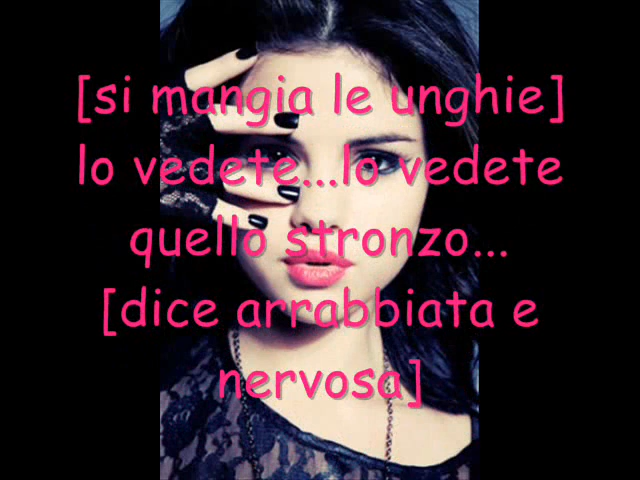 [si mangia le unghie]
lo vedete...lo vedete
quello stronzo...
[dice arrabbiata e
nervosa]